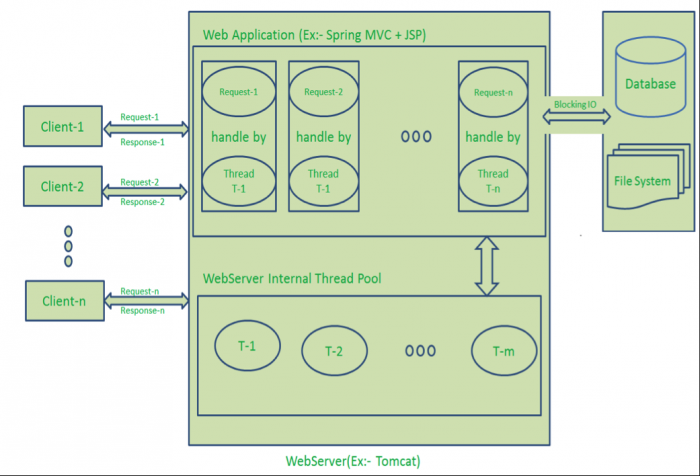 Web Application (Ex:- Spring MVC + JSP)
Request-1
Request-2
Request-n
handle by
handle by
handle by
Thread
T-1
Thread
T-1
Thread
T-n
Client-1
Request-1
Response-1
Client-2
Request-2
Response-2
Client-n
Request-n
Response-n
Blocking IO
Database
File System
WebServer Internal Thread Pool
T-1
T-2
T-m
WebServer(Ex:- Tomcat)